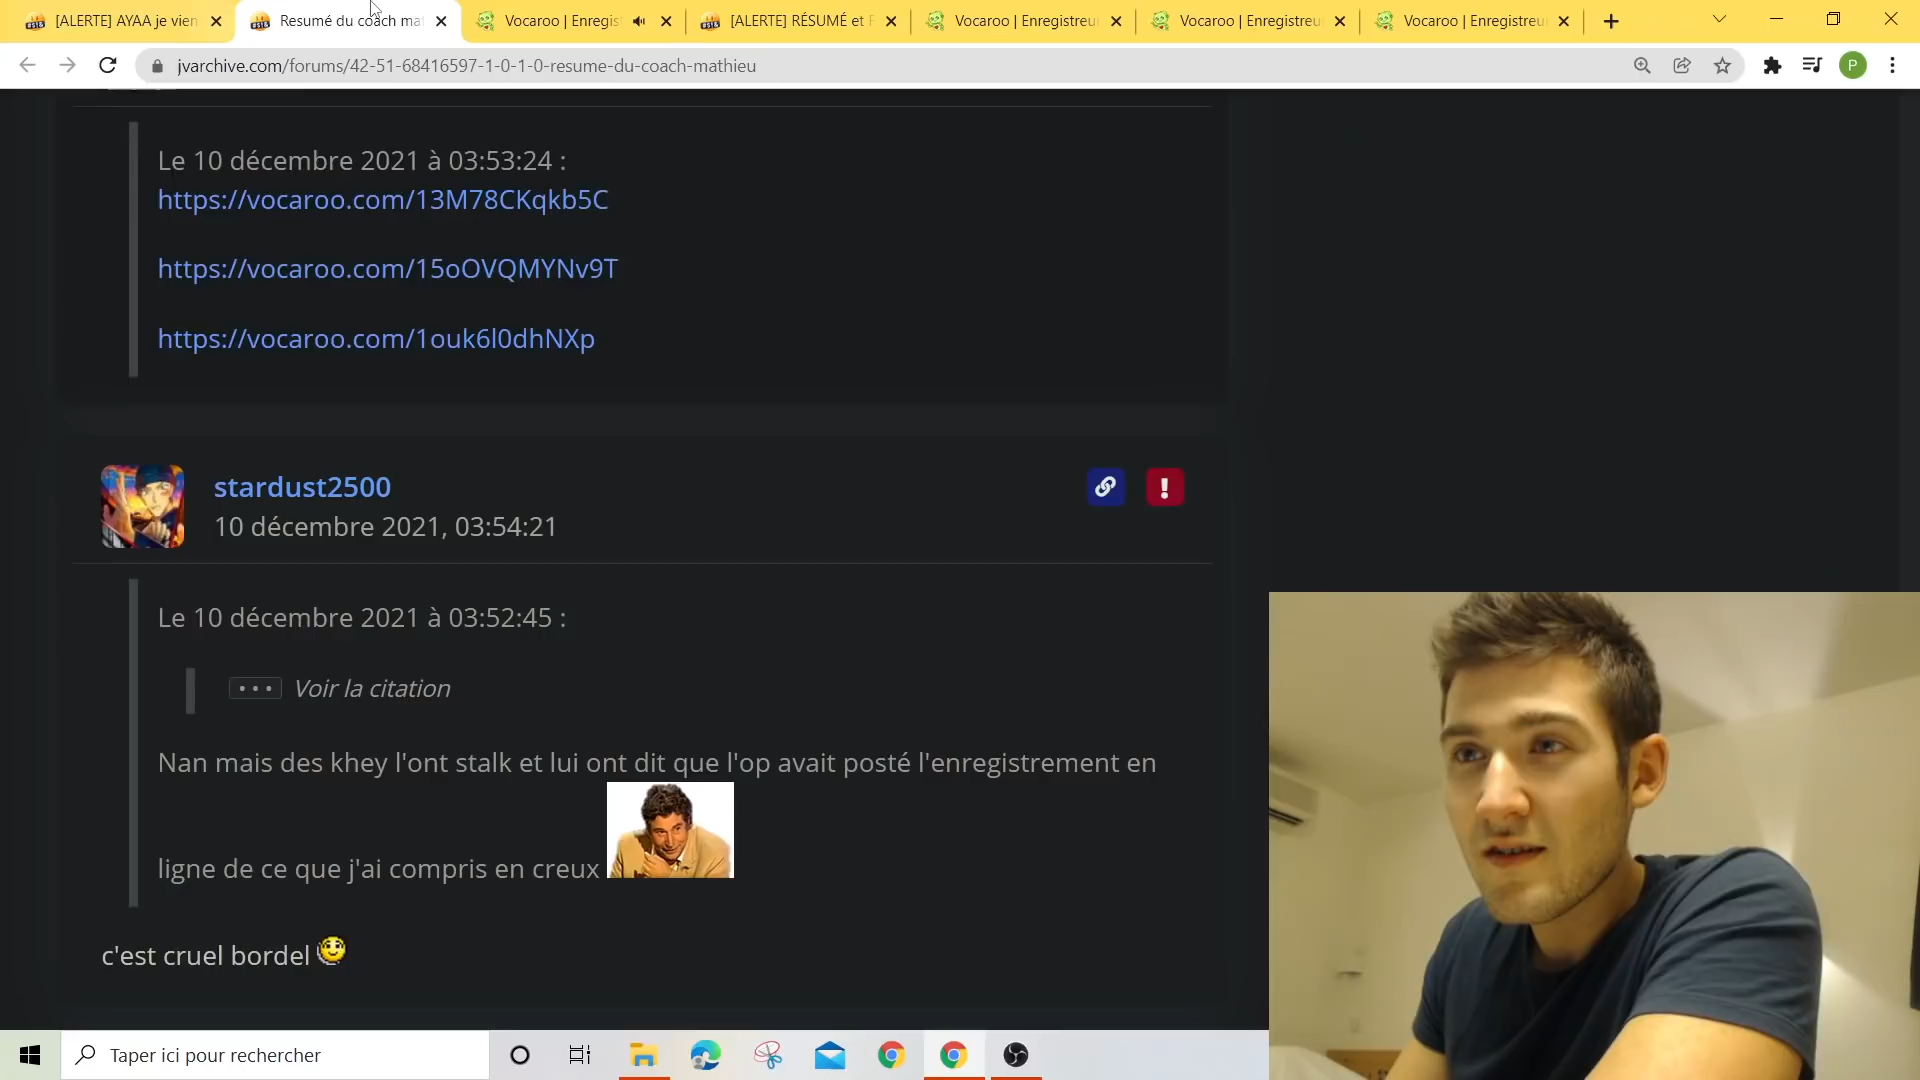 [ALERTE] AYAA je vien
Resumé du coach mat
Vocaroo | Enregis
[ALERTE] RÉSUMÉ et
Vocaroo | Enregistreu
Vocaroo | Enregistreu
Vocaroo | Enregistreu
jvarchive.com/forums/42-51-68416597-1-0-1-0-resume-du-coach-mathieu
P
Le 10 décembre 2021 à 03:53:24 :
https://vocaroo.com/13M78CKqkb5C
https://vocaroo.com/15oOVQMYNv9T
https://vocaroo.com/1ouk6l0dhNXp
stardust2500
10 décembre 2021, 03:54:21
Le 10 décembre 2021 à 03:52:45 :
Voir la citation
Nan mais des khey l'ont stalk et lui ont dit que l'op avait posté l'enregistrement en
ligne de ce que j'ai compris en creux
c'est cruel bordel
Taper ici pour rechercher